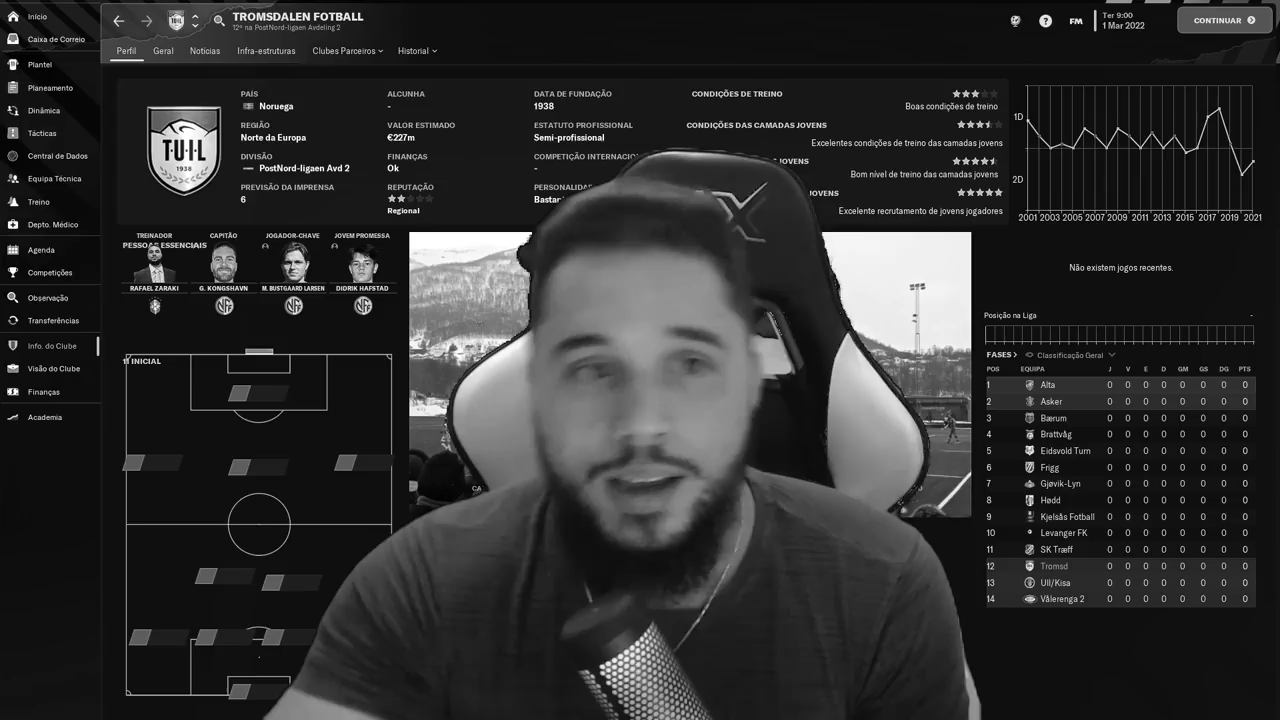 Início
Caixa de Correio
Plantel
Planeamento
Dinâmica
Tácticas
Central de Dados
Equipa Técnica
Treino
Depto. Médico
Agenda
Competições
Observação
Transferências
Info. do Clube
Visão do Clube
Finanças
Academia
TROMSDALEN FOTBALL
12ª na PostNord-ligaen Avdeling 2
FM
Ter 9:00
1 Mar 2022
CONTINUAR
Perfil Geral Notícias Infra-estruturas Clubes Parceiros Historial
TUIL
1938
PAÍS
Noruega
REGIÃO
Norte da Europa
DIVISÃO
PostNord-ligaen Avd 2
PREVISÃO DA IMPRENSA
6
ALCUNHA
-
VALOR ESTIMADO
€227m
FINANÇAS
Ok
REPUTAÇÃO
Regional
DATA DE FUNDAÇÃO
1938
ESTATUTO PROFISSIONAL
Semi-profissional
COMPETIÇÃO INTERNACIO
-
PERSONALIDAD
Bastan
CONDIÇÕES DE TREINO
Boas condições de treino
CONDIÇÕES DAS CAMADAS JOVENS
Excelentes condições de treino das camadas jovens
JOVENS
Bom nível de treino das camadas jovens
JOVENS
Excelente recrutamento de jovens jogadores
1D
2D
2001 2003 2005 2007 2009 2011 2013 2015 2017 2019 2021
PESSOAS ESSENCIAIS
TREINADOR
RAFAEL ZARAKI
CAPITÃO
G. KONGSHAVN
JOGADOR-CHAVE
M. BUSTGAARD LARSEN
JOVEM PROMESSA
DIDRIK HAFSTAD
11 INICIAL
CA
Não existem jogos recentes.
Posição na Liga -
FASES Classificação Geral
POS EQUIPA J V E D GM GS DG PTS
1 Alta 0 0 0 0 0 0 0 0
2 Asker 0 0 0 0 0 0 0 0
3 Bærum 0 0 0 0 0 0 0 0
4 Brattvåg 0 0 0 0 0 0 0 0
5 Eidsvold Turn 0 0 0 0 0 0 0 0
6 Frigg 0 0 0 0 0 0 0 0
7 Gjøvik-Lyn 0 0 0 0 0 0 0 0
8 Hødd 0 0 0 0 0 0 0 0
9 Kjelsås Fotball 0 0 0 0 0 0 0 0
10 Levanger FK 0 0 0 0 0 0 0 0
11 SK Træff 0 0 0 0 0 0 0 0
12 Tromsd 0 0 0 0 0 0 0 0
13 Ull/Kisa 0 0 0 0 0 0 0 0
14 Vålerenga 2 0 0 0 0 0 0 0 0